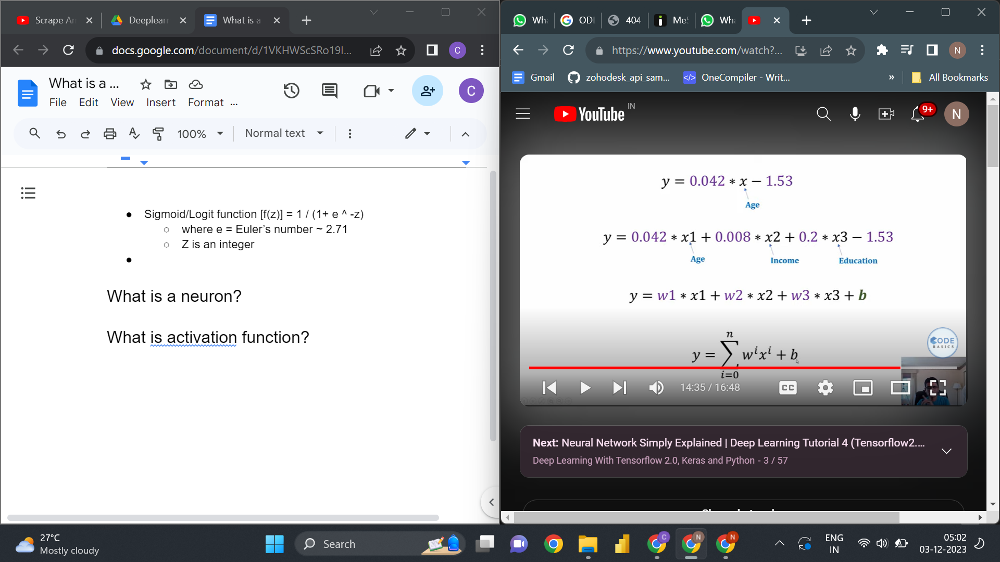 Scrape An
Deeplearn
What is a
docs.google.com/document/d/1VKHWScSRo19l...
C
What is a ...
File Edit View Insert Format ...
C
100% Normal text
Sigmoid/Logit function [f(z)] = 1 / (1+ e ^ -z)
where e = Euler’s number ~ 2.71
Z is an integer
What is a neuron?
What is activation function?
Wha
ODI
404
Me!
Wha
https://www.youtube.com/watch?...
N
Gmail zohodesk_api_sam... OneCompiler - Writ... » All Bookmarks
YouTube IN
9+
N
y = 0.042 ∗ x − 1.53
Age
y = 0.042 ∗ x1 + 0.008 ∗ x2 + 0.2 ∗ x3 − 1.53
Age Income Education
y = w1 ∗ x1 + w2 ∗ x2 + w3 ∗ x3 + b
n
y = ∑ wⁱxⁱ + b
i=0
CODE
BASICS
14:35 / 16:48
CC
Next: Neural Network Simply Explained | Deep Learning Tutorial 4 (Tensorflow2....
Deep Learning With Tensorflow 2.0, Keras and Python - 3 / 57
27°C
Mostly cloudy
Search
C
N
N
ENG
IN
05:02
03-12-2023